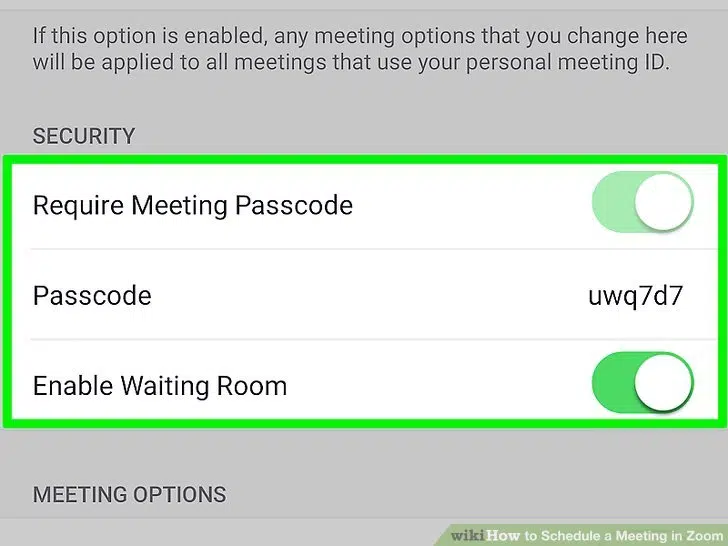 If this option is enabled, any meeting options that you change here
will be applied to all meetings that use your personal meeting ID.
SECURITY
Require Meeting Passcode
Passcode uwq7d7
Enable Waiting Room
MEETING OPTIONS
wikiHow to Schedule a Meeting in Zoom